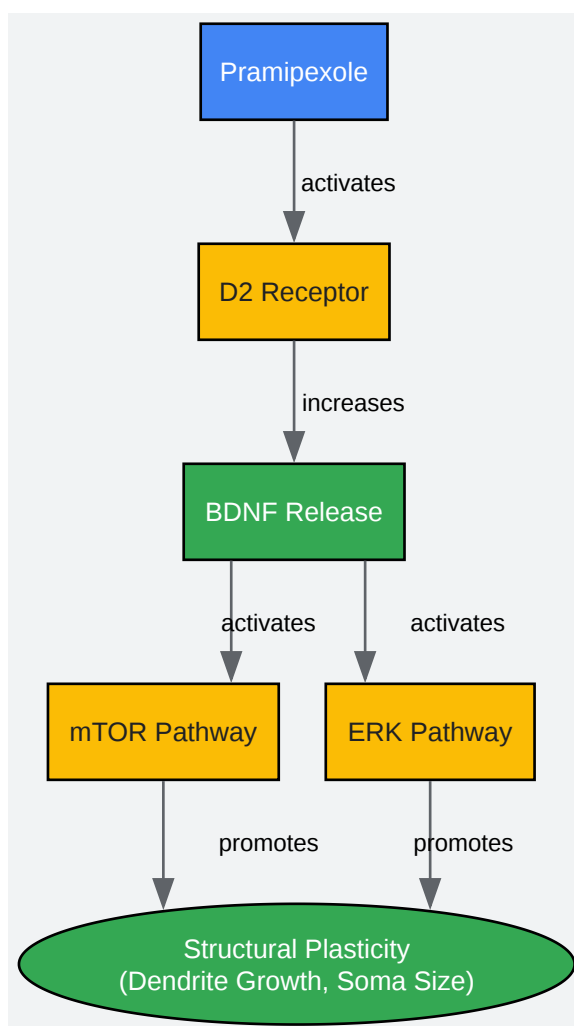 Pramipexole
activates
D2 Receptor
increases
BDNF Release
activates
activates
mTOR Pathway
ERK Pathway
promotes
promotes
Structural Plasticity
(Dendrite Growth, Soma Size)